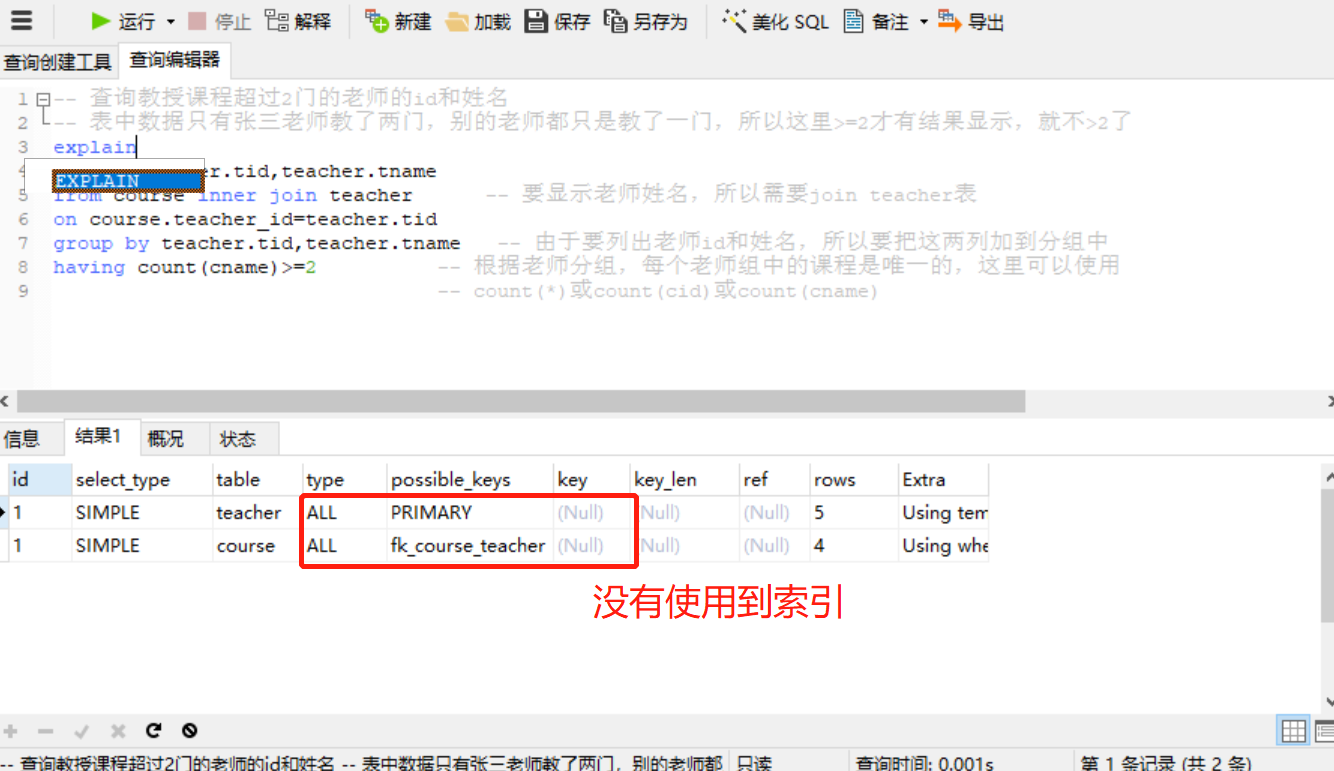 运行 停止 解释 新建 加载 保存 另存为 美化 SQL 备注 导出
查询创建工具 查询编辑器
1 -- 查询教授课程超过2门的老师的id和姓名
2 -- 表中数据只有张三老师教了两门，别的老师都只是教了一门，所以这里>=2才有结果显示，就不>2了
3 explain
EXPLAIN
4 er.tid,teacher.tname
5 from course inner join teacher -- 要显示老师姓名，所以需要join teacher表
6 on course.teacher_id=teacher.tid
7 group by teacher.tid,teacher.tname -- 由于要列出老师id和姓名，所以要把这两列加到分组中
8 having count(cname)>=2 -- 根据老师分组，每个老师组中的课程是唯一的，这里可以使用
9 -- count(*)或count(cid)或count(cname)
信息 结果1 概况 状态
id select_type table type possible_keys key key_len ref rows Extra
1 SIMPLE teacher ALL PRIMARY (Null) (Null) (Null) 5 Using tem
1 SIMPLE course ALL fk_course_teacher (Null) (Null) (Null) 4 Using whe
没有使用到索引
-- 查询教授课程超过2门的老师的id和姓名 -- 表中数据只有张三老师教了两门，别的老师都 只读 查询时间: 0.001s 第 1 条记录 (共 2 条)